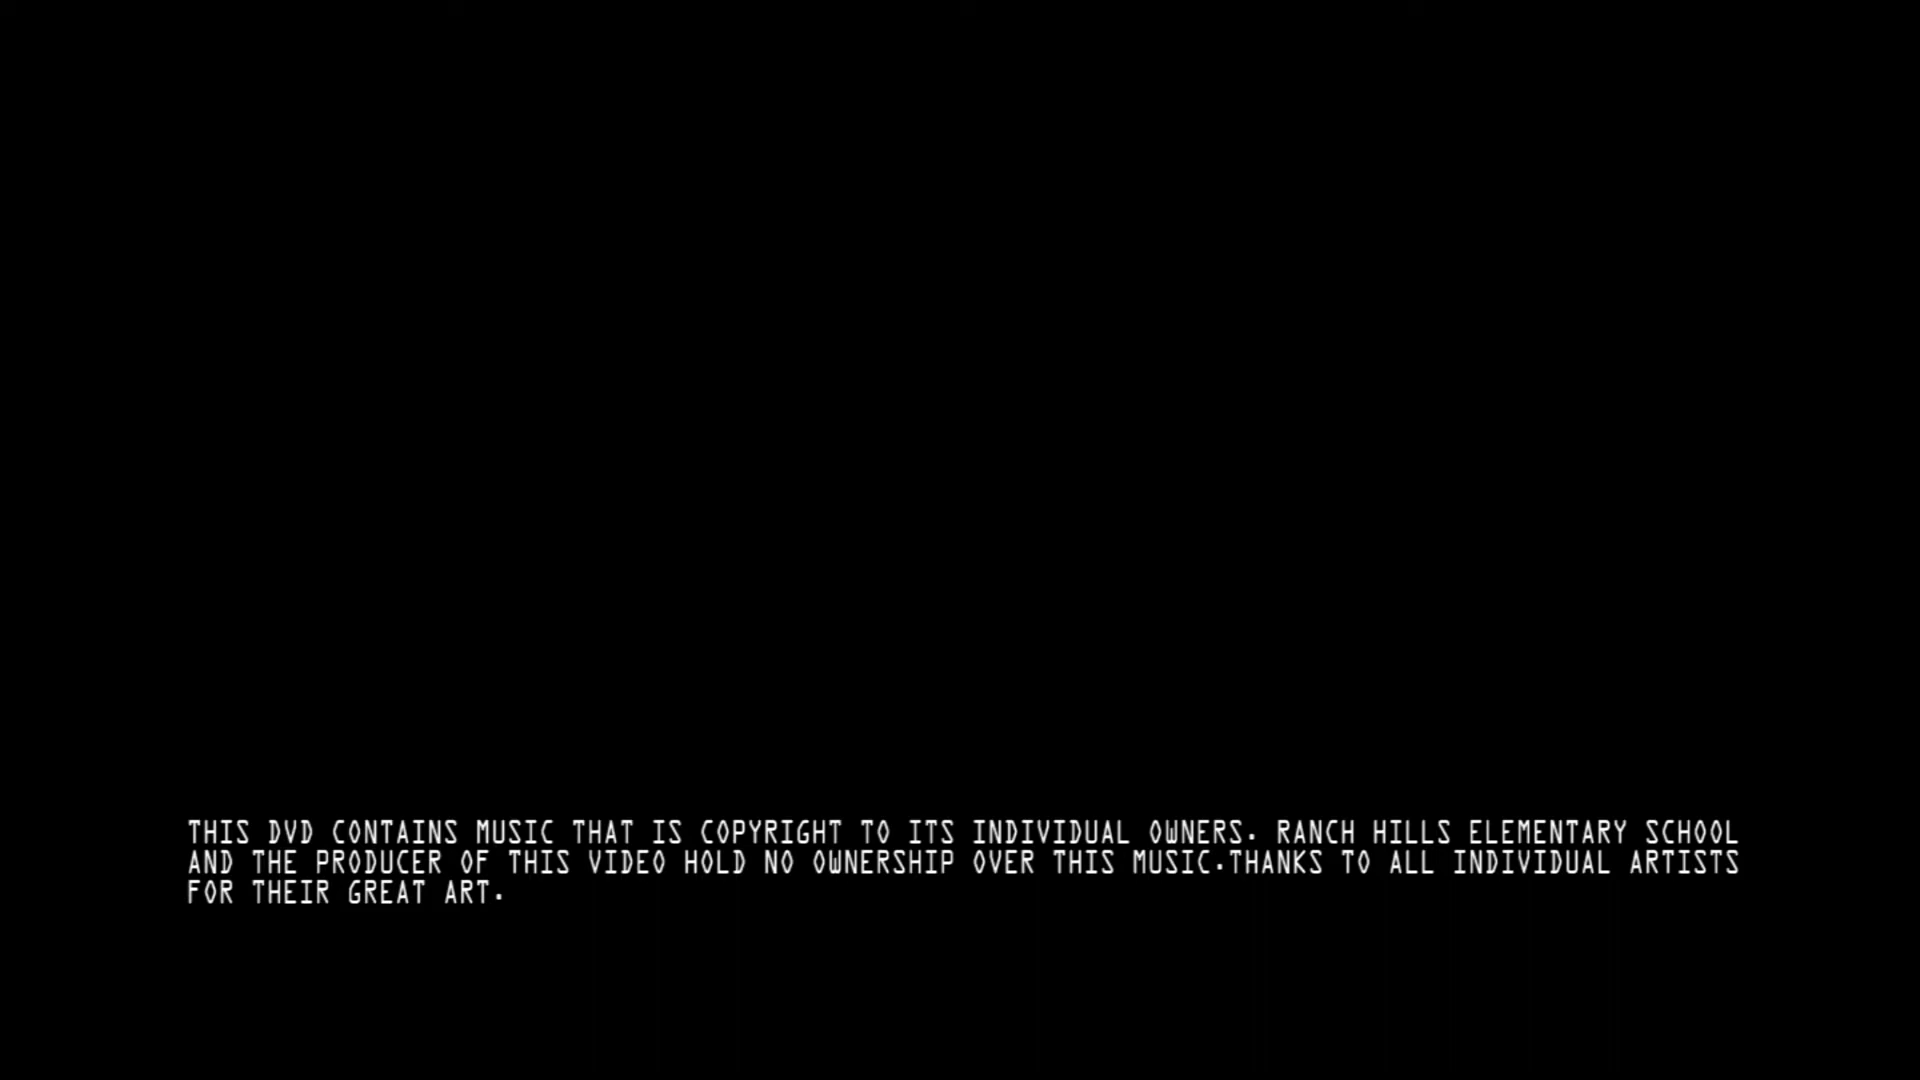 THIS DVD CONTAINS MUSIC THAT IS COPYRIGHT TO ITS INDIVIDUAL OWNERS. RANCH HILLS ELEMENTARY SCHOOL
AND THE PRODUCER OF THIS VIDEO HOLD NO OWNERSHIP OVER THIS MUSIC.THANKS TO ALL INDIVIDUAL ARTISTS
FOR THEIR GREAT ART.